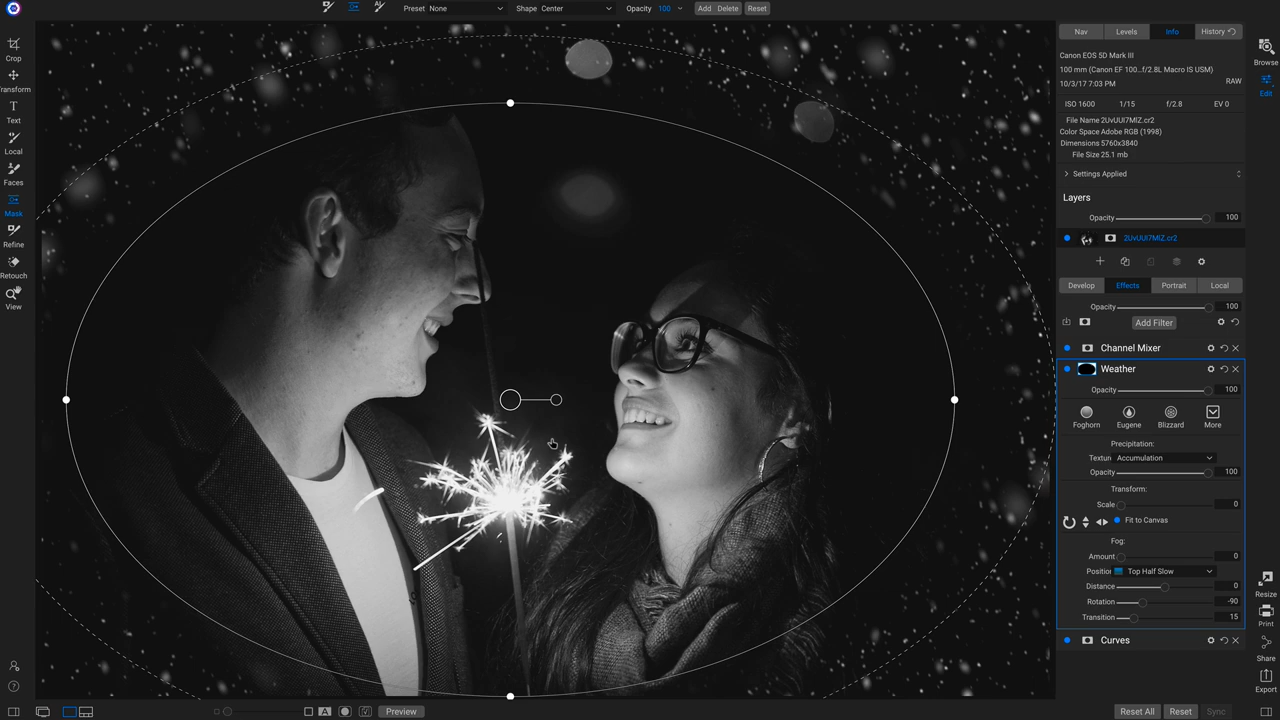 Preset None
Shape Center
Opacity 100
Add Delete
Reset
Crop
Transform
Text
Local
Faces
Mask
Refine
Retouch
View
Nav
Levels
Info
History
Canon EOS 5D Mark III
100 mm (Canon EF 100...f/2.8L Macro IS USM)
10/3/17 7:03 PM
RAW
ISO 1600
1/15
f/2.8
EV 0
File Name 2UvUUI7MIZ.cr2
Color Space Adobe RGB (1998)
Dimensions 5760x3840
File Size 25.1 mb
Settings Applied
Layers
Opacity 100
2UvUUI7MIZ.cr2
Develop
Effects
Portrait
Local
Opacity 100
Add Filter
Channel Mixer
Weather
Opacity 100
Foghorn
Eugene
Blizzard
More
Precipitation:
Textur Accumulation
Opacity 100
Transform:
Scale 0
Fit to Canvas
Fog:
Amount 0
Position Top Half Slow
Distance 0
Rotation -90
Transition 15
Curves
Browse
Edit
Resize
Print
Share
Export
A
Preview
Reset All
Reset
Sync